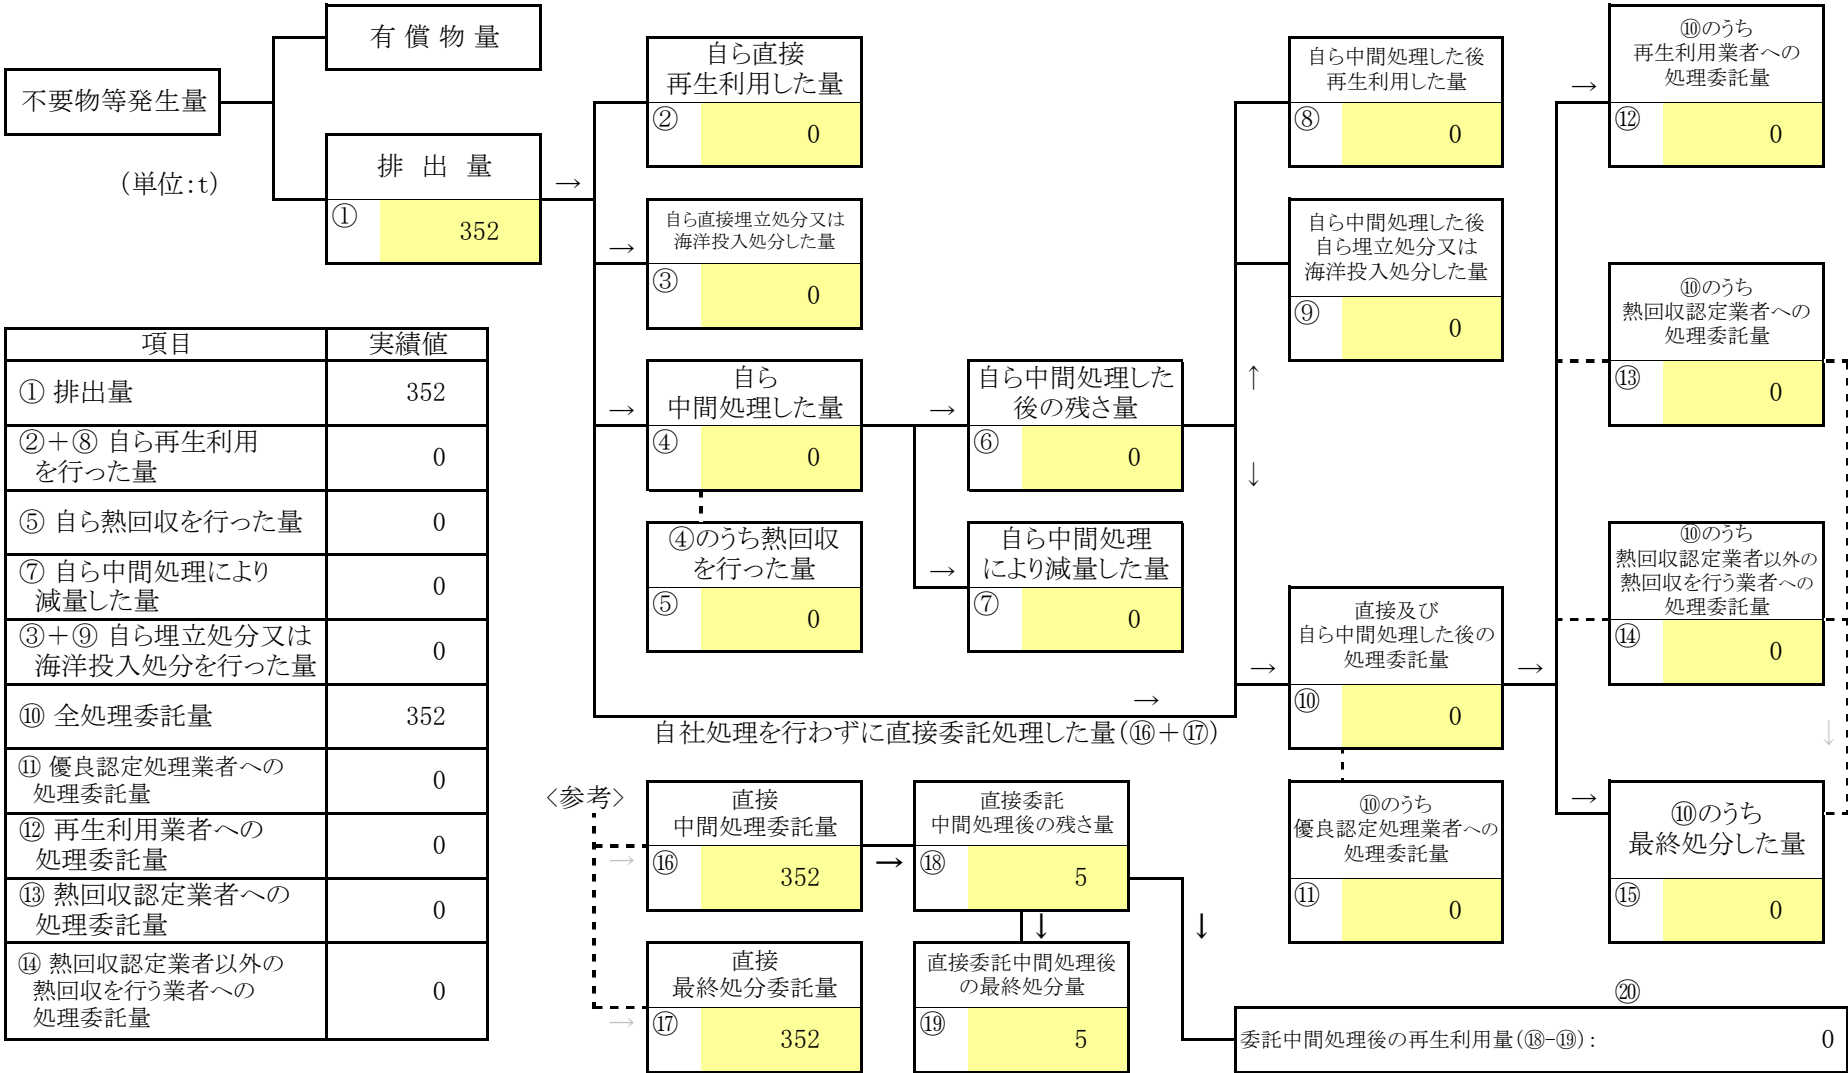 不要物等発生量
(単位:t)
有 償 物 量
排 出 量
①
352
→
自ら直接
再生利用した量
②
0
→
自ら直接埋立処分又は
海洋投入処分した量
③
0
→
自ら
中間処理した量
④
0
④のうち熱回収
を行った量
⑤
0
→
自ら中間処理した
後の残さ量
⑥
0
→
自ら中間処理
により減量した量
⑦
0
↑
↓
自ら中間処理した後
再生利用した量
⑧
0
自ら中間処理した後
自ら埋立処分又は
海洋投入処分した量
⑨
0
→
自社処理を行わずに直接委託処理した量(⑯+⑰)
→
直接及び
自ら中間処理した後の
処理委託量
⑩
0
→
⑩のうち
優良認定処理業者への
処理委託量
⑪
0
→
⑩のうち
再生利用業者への
処理委託量
⑫
0
⑩のうち
熱回収認定業者への
処理委託量
⑬
0
⑩のうち
熱回収認定業者以外の
熱回収を行う業者への
処理委託量
⑭
0
↓
→
⑩のうち
最終処分した量
⑮
0
項目 実績値
① 排出量 352
②+⑧ 自ら再生利用
を行った量 0
⑤ 自ら熱回収を行った量 0
⑦ 自ら中間処理により
減量した量 0
③+⑨ 自ら埋立処分又は
海洋投入処分を行った量 0
⑩ 全処理委託量 352
⑪ 優良認定処理業者への
処理委託量 0
⑫ 再生利用業者への
処理委託量 0
⑬ 熱回収認定業者への
処理委託量 0
⑭ 熱回収認定業者以外の
熱回収を行う業者への
処理委託量 0
<参考>
→
直接
中間処理委託量
⑯
352
→
直接委託
中間処理後の残さ量
⑱
5
↓
↓
→
直接
最終処分委託量
⑰
352
直接委託中間処理後
の最終処分量
⑲
5
⑳
委託中間処理後の再生利用量(⑱-⑲): 0